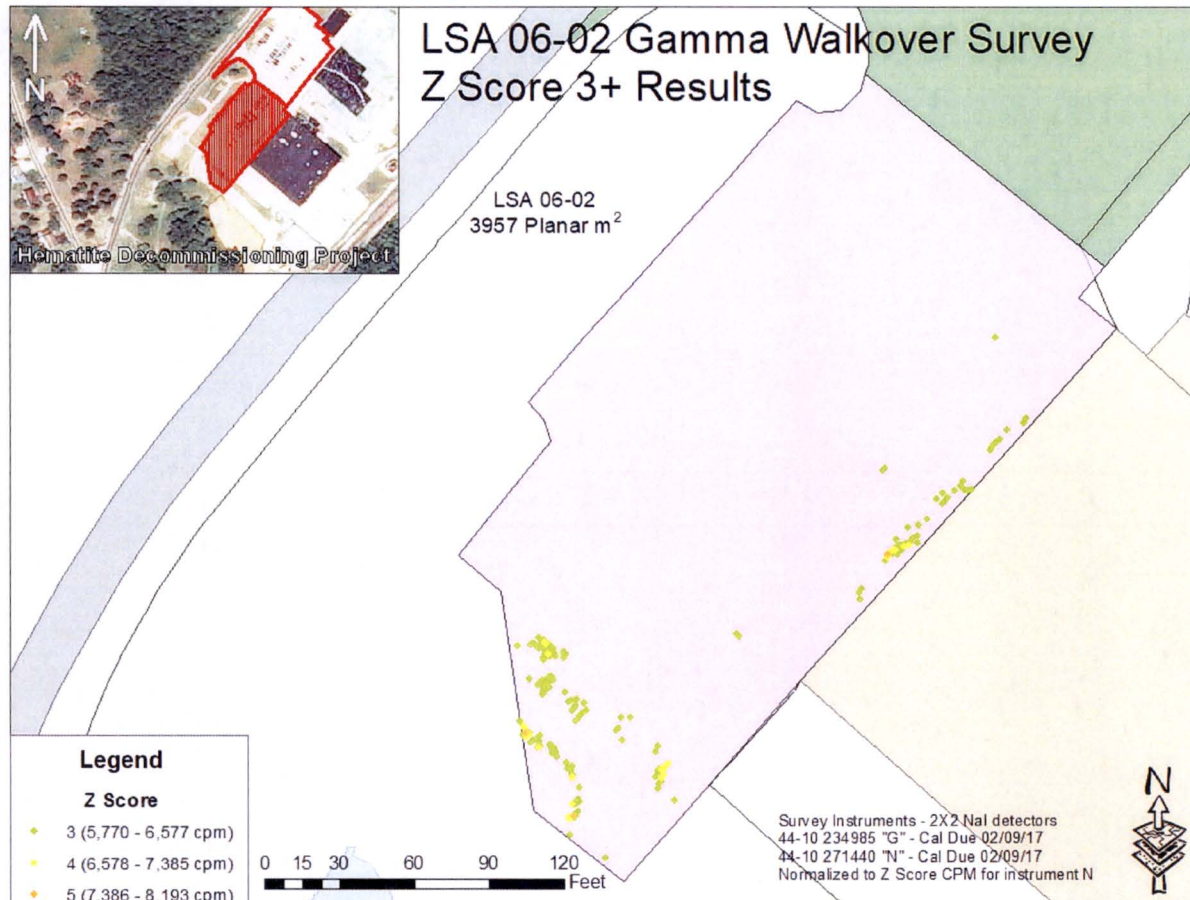 LSA 06-02 Gamma Walkover Survey
Z Score 3+ Results
N
Hematite Decommissioning Project
LSA 06-02
3957 Planar m²
Legend
Z Score
3 (5,770 - 6,577 cpm)
4 (6,578 - 7,385 cpm)
5 (7,386 - 8,193 cpm)
0 15 30 60 90 120
Feet
Survey Instruments - 2X2 NaI detectors
44-10 234985 "G" - Cal Due 02/09/17
44-10 271440 "N" - Cal Due 02/09/17
Normalized to Z Score CPM for instrument N
N